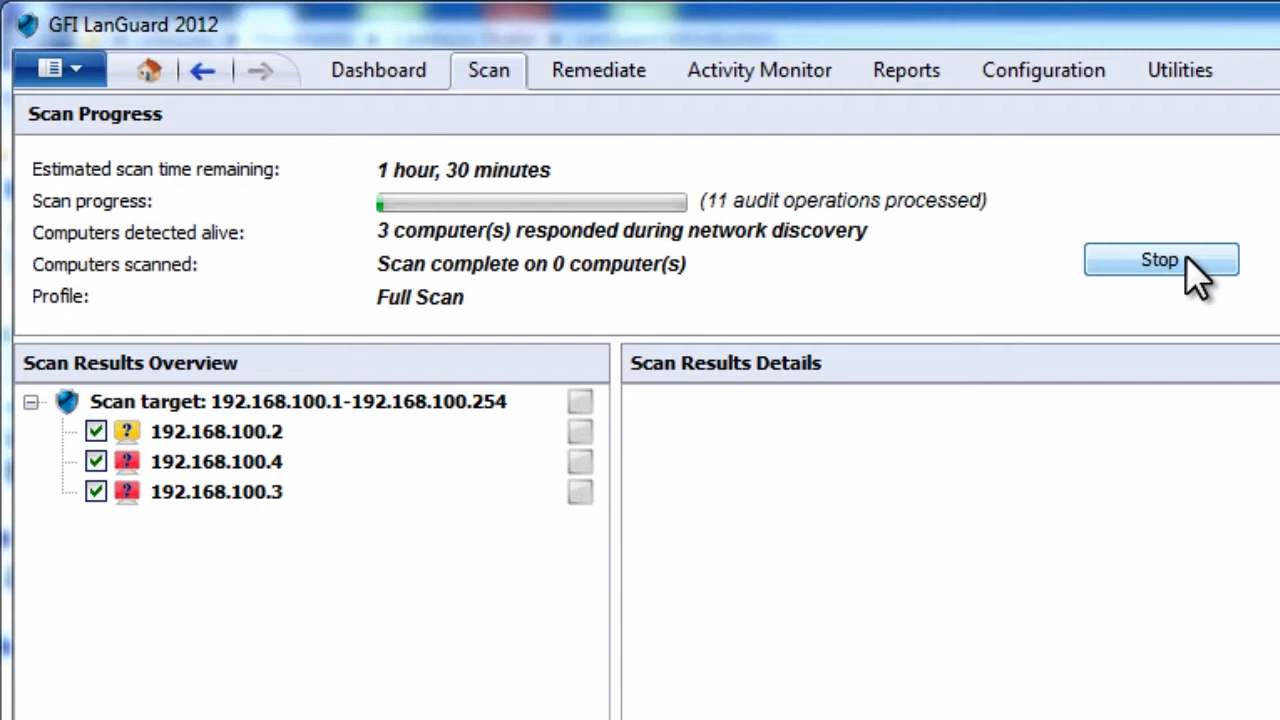 GFI LanGuard 2012
Dashboard Scan Remediate Activity Monitor Reports Configuration Utilities
Scan Progress
Estimated scan time remaining: 1 hour, 30 minutes
Scan progress: (11 audit operations processed)
Computers detected alive: 3 computer(s) responded during network discovery
Computers scanned: Scan complete on 0 computer(s)
Stop
Profile: Full Scan
Scan Results Overview
Scan Results Details
Scan target: 192.168.100.1-192.168.100.254
192.168.100.2
192.168.100.4
192.168.100.3